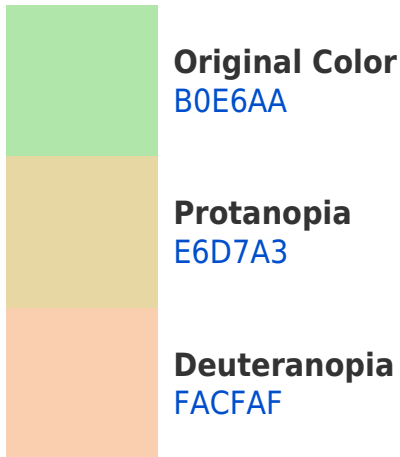 Original Color
B0E6AA
Protanopia
E6D7A3
Deuteranopia
FACFAF